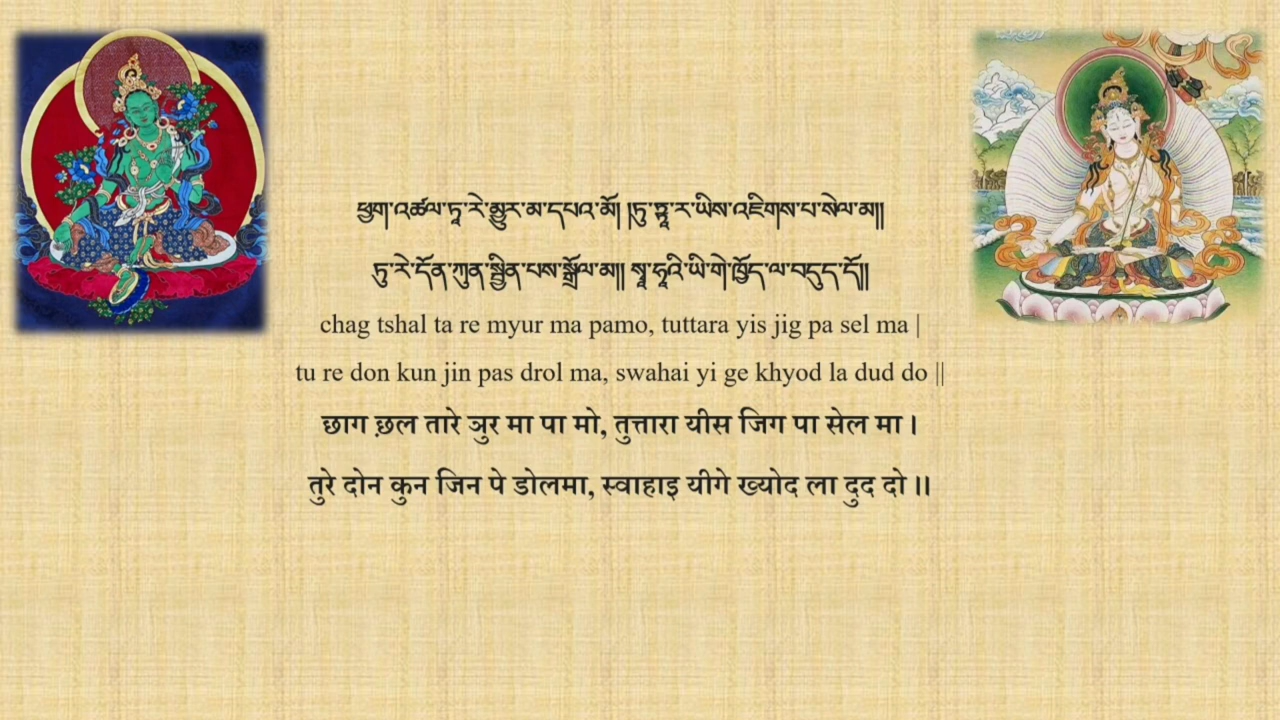 ཕྱག་འཚལ་ཏཱ་རེ་མྱུར་མ་དཔའ་མོ། །ཏུ་ཏྟཱ་ར་ཡིས་འཇིགས་པ་སེལ་མ།།
ཏུ་རེ་དོན་ཀུན་སྦྱིན་པས་སྒྲོལ་མ།། སྭཱ་ཧཱའི་ཡི་གེ་ཁྱོད་ལ་བདུད་དོ།།
chag tshal ta re myur ma pamo, tuttara yis jig pa sel ma |
tu re don kun jin pas drol ma, swahai yi ge khyod la dud do ||
छाग छ़ल तारे ञुर मा पा मो, तुत्तारा यीस जिग पा सेल मा ।
तुरे दोन कुन जिन पे डोलमा, स्वाहाइ यीगे ख्योद ला दुद दो ।।